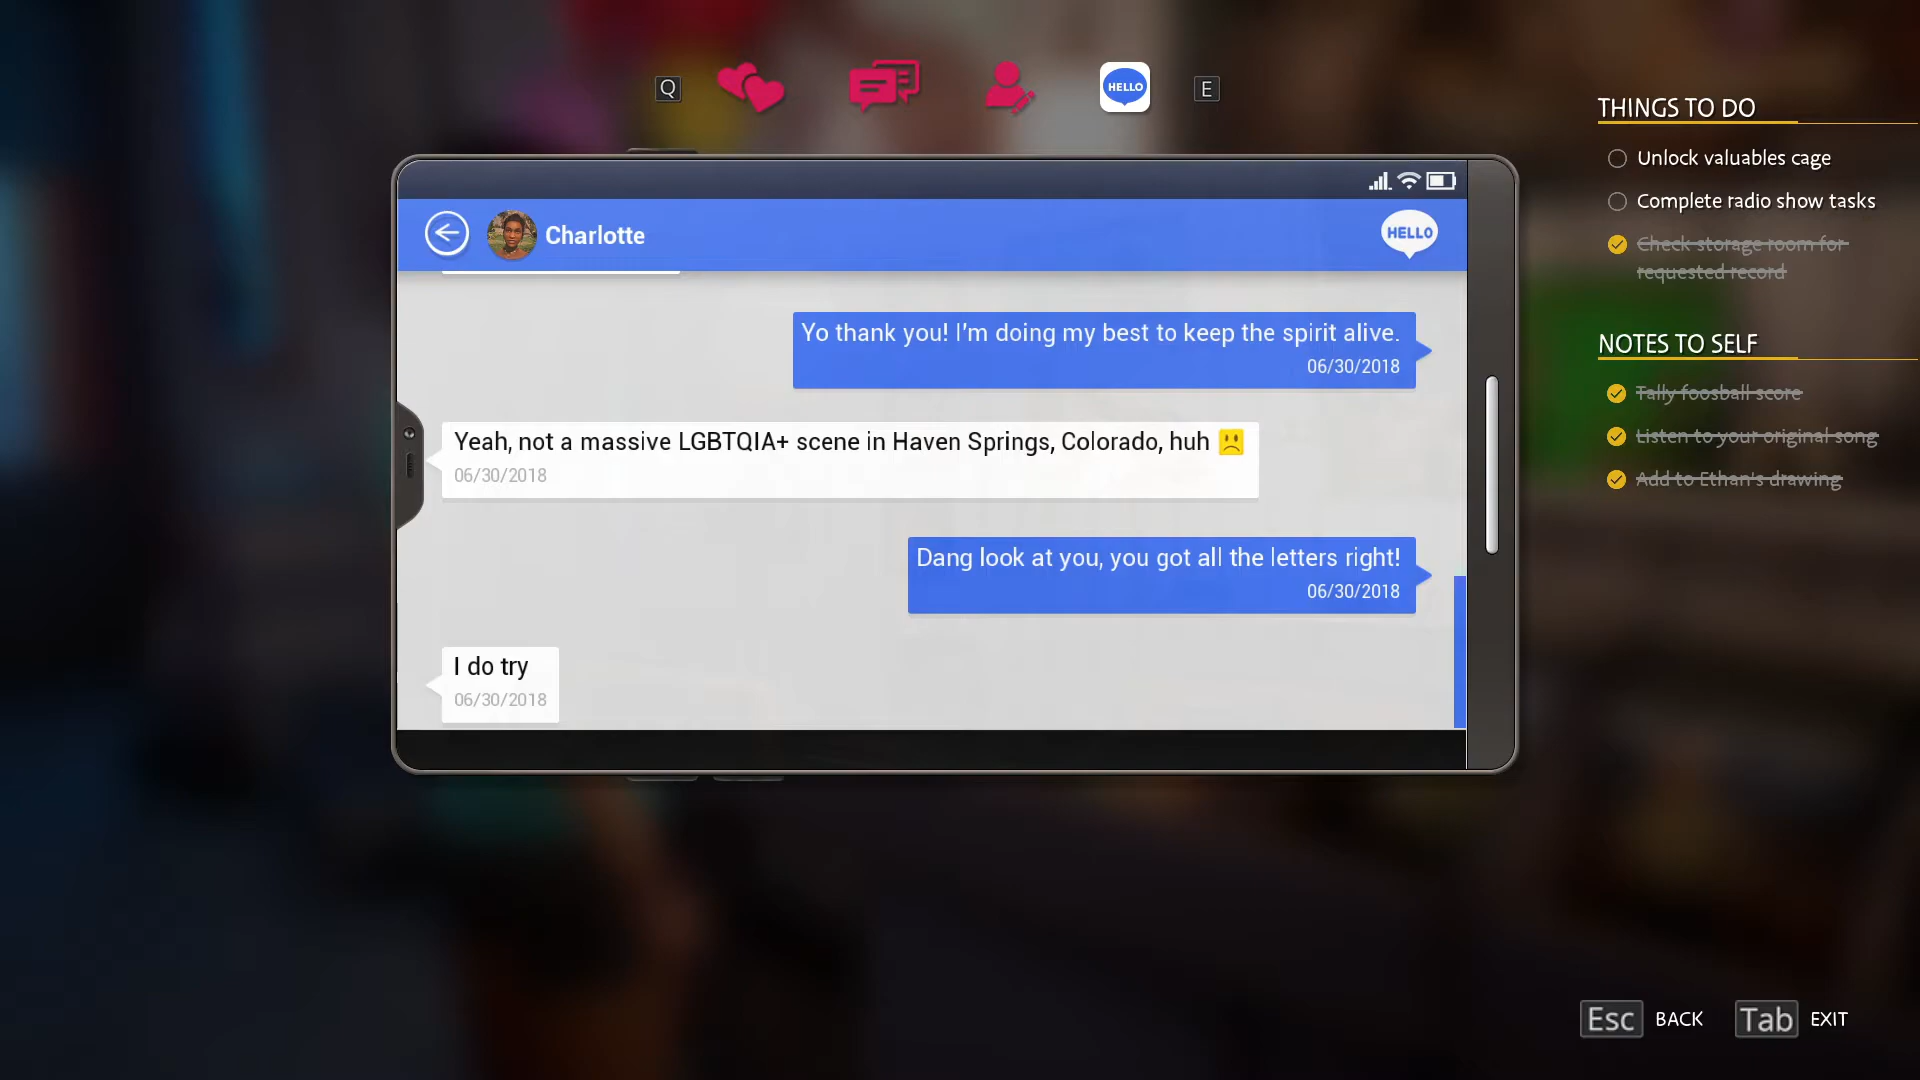 Q
HELLO
E
THINGS TO DO
Unlock valuables cage
Complete radio show tasks
Check storage room for
requested record
NOTES TO SELF
Tally foosball score
Listen to your original song
Add to Ethan's drawing
Charlotte
HELLO
Yo thank you! I'm doing my best to keep the spirit alive.
06/30/2018
Yeah, not a massive LGBTQIA+ scene in Haven Springs, Colorado, huh
06/30/2018
Dang look at you, you got all the letters right!
06/30/2018
I do try
06/30/2018
Esc BACK Tab EXIT